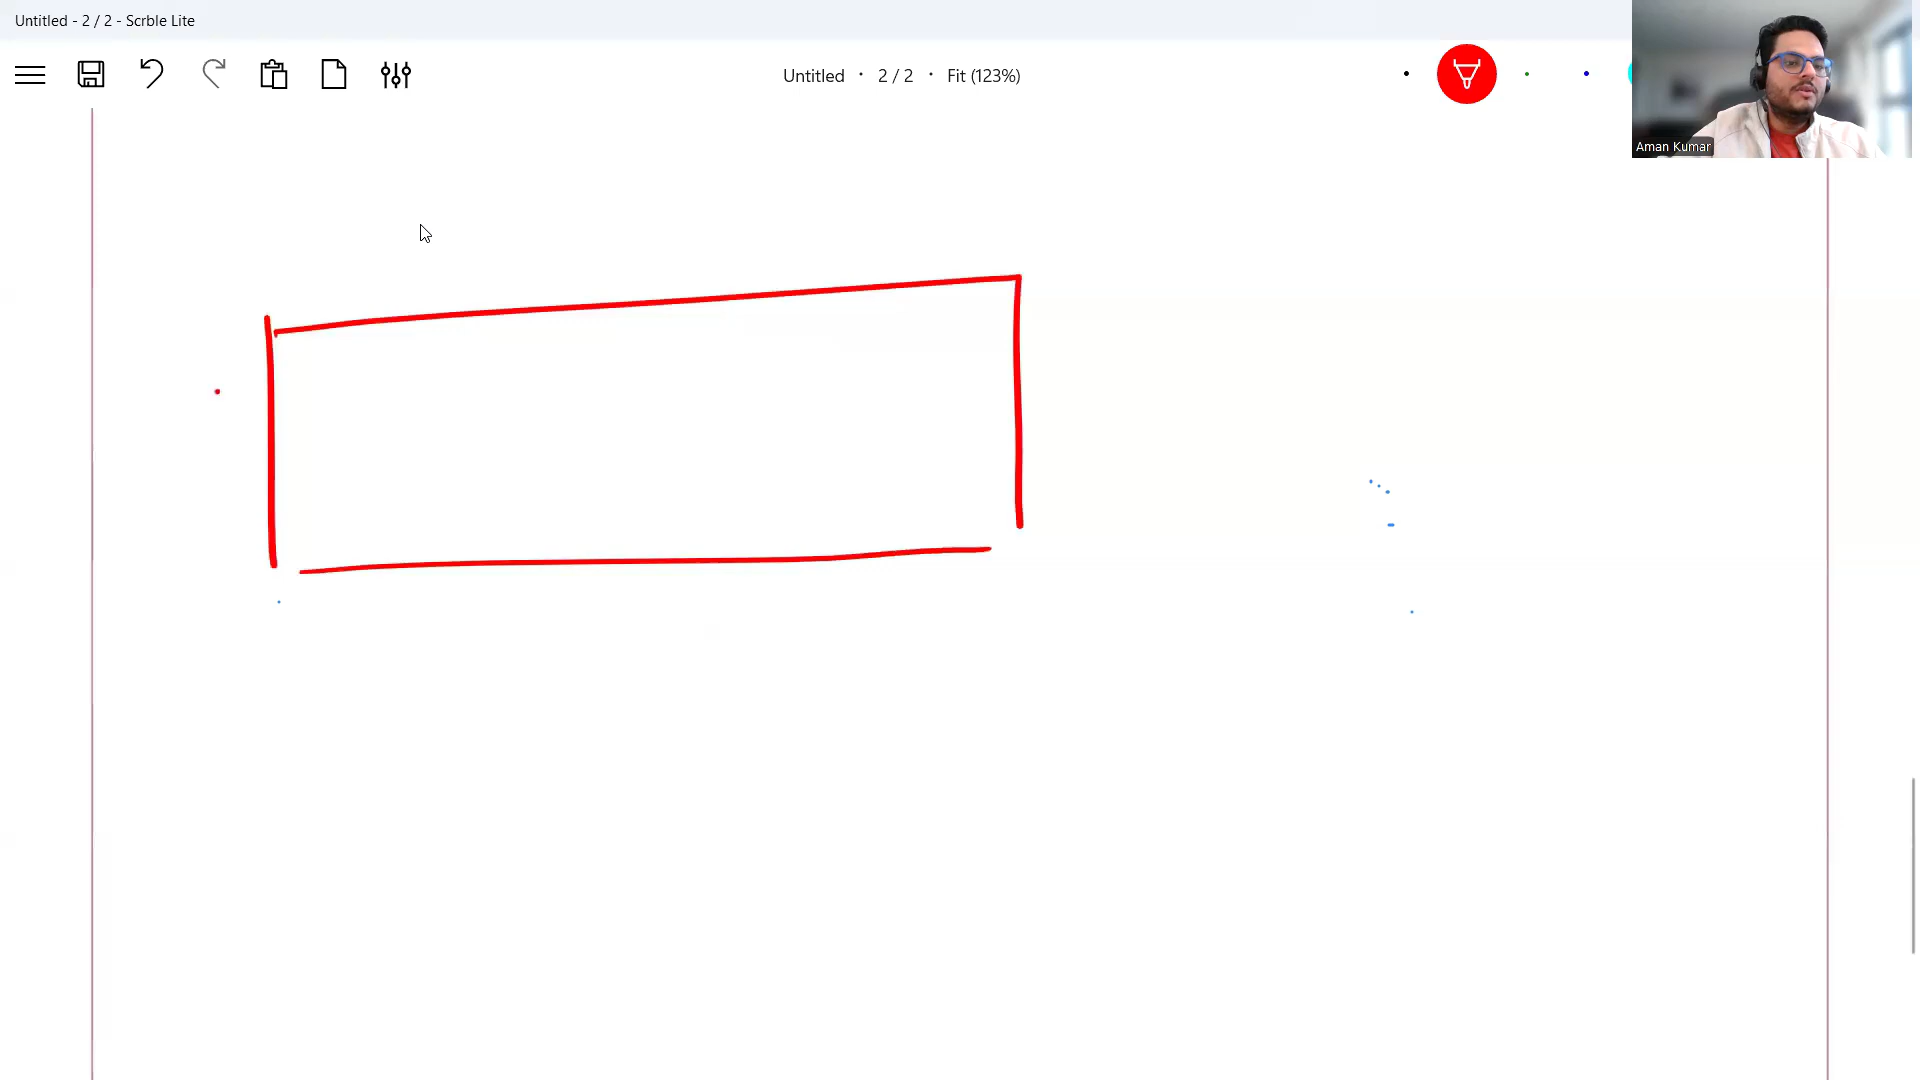 Untitled - 2 / 2 - Scrble Lite
Untitled • 2 / 2 • Fit (123%)
Aman Kumar